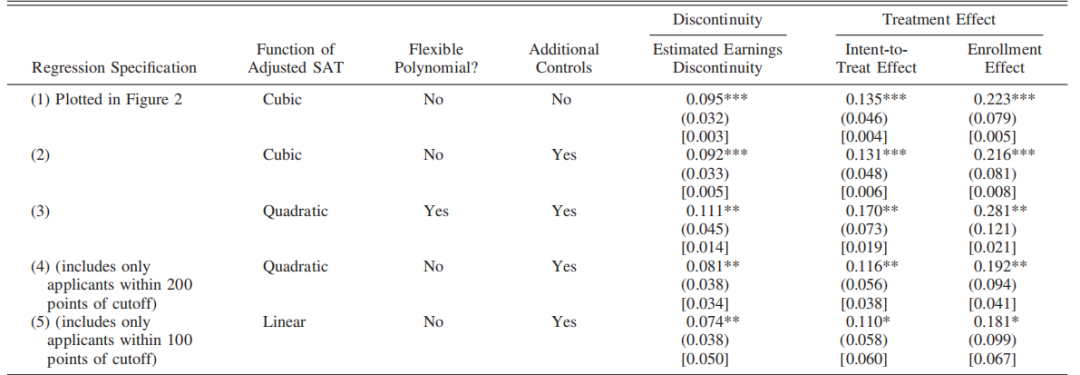 Discontinuity Treatment Effect
Function of Flexible Additional Estimated Earnings Intent-to- Enrollment
Regression Specification Adjusted SAT Polynomial? Controls Discontinuity Treat Effect Effect
(1) Plotted in Figure 2 Cubic No No 0.095*** 0.135*** 0.223***
(0.032) (0.046) (0.079)
[0.003] [0.004] [0.005]
(2) Cubic No Yes 0.092*** 0.131*** 0.216***
(0.033) (0.048) (0.081)
[0.005] [0.006] [0.008]
(3) Quadratic Yes Yes 0.111** 0.170** 0.281**
(0.045) (0.073) (0.121)
[0.014] [0.019] [0.021]
(4) (includes only Quadratic No Yes 0.081** 0.116** 0.192**
applicants within 200 (0.038) (0.056) (0.094)
points of cutoff) [0.034] [0.038] [0.041]
(5) (includes only Linear No Yes 0.074** 0.110* 0.181*
applicants within 100 (0.038) (0.058) (0.099)
points of cutoff) [0.050] [0.060] [0.067]